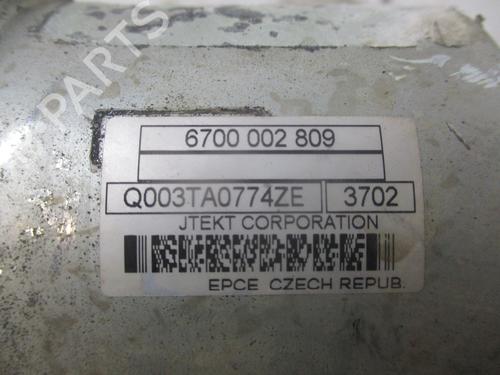 PARTS
6700 002 809
Q003TA0774ZE 3702
JTEKT CORPORATION
EPCE CZECH REPUB.